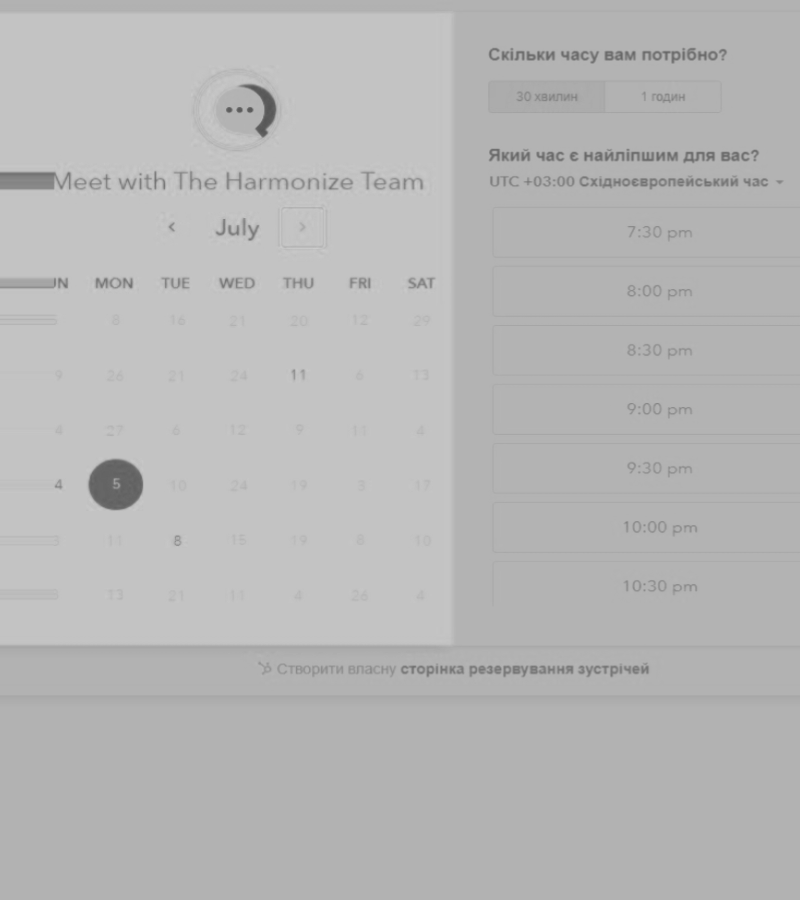 Meet with The Harmonize Team
July
MON TUE WED THU FRI SAT
8 16 21 20 12 29
9 26 21 24 11 6 13
27 6 12 9 11 4
4 5 10 24 19 3 17
11 8 15 19 8 10
13 21 11 4 26 4
Скільки часу вам потрібно?
30 хвилин 1 годин
Який час є найліпшим для вас?
UTC +03:00 Східноєвропейський час
7:30 pm
8:00 pm
8:30 pm
9:00 pm
9:30 pm
10:00 pm
10:30 pm
Створити власну сторінка резервування зустрічей